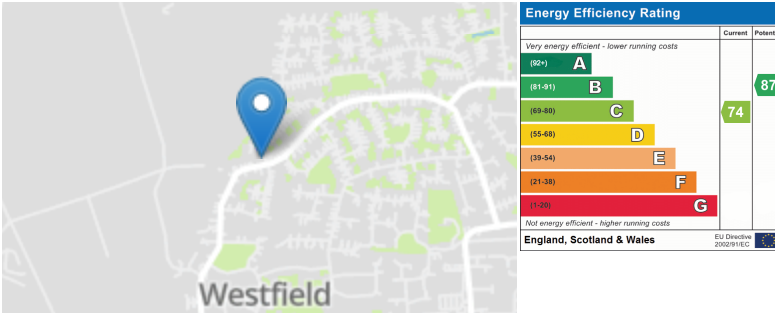 Westfield
Energy Efficiency Rating
Current Potent
Very energy efficient - lower running costs
(92+) A
(81-91) B
87
(69-80) C
74
(55-68) D
(39-54) E
(21-38) F
(1-20) G
Not energy efficient - higher running costs
England, Scotland & Wales
EU Directive
2002/91/EC